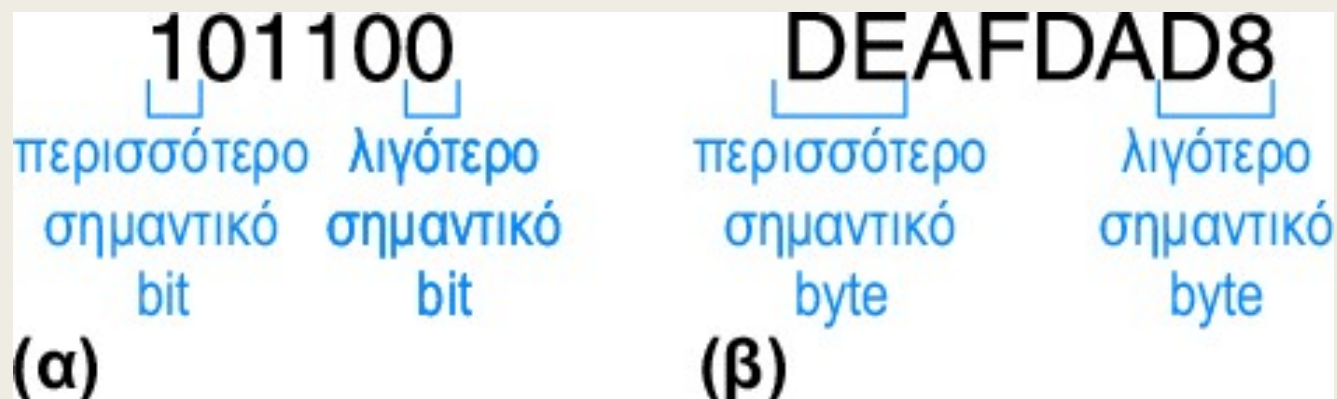 101100
περισσότερο
σημαντικό
bit
λιγότερο
σημαντικό
bit
(α)
DEAFDAD8
περισσότερο
σημαντικό
byte
λιγότερο
σημαντικό
byte
(β)